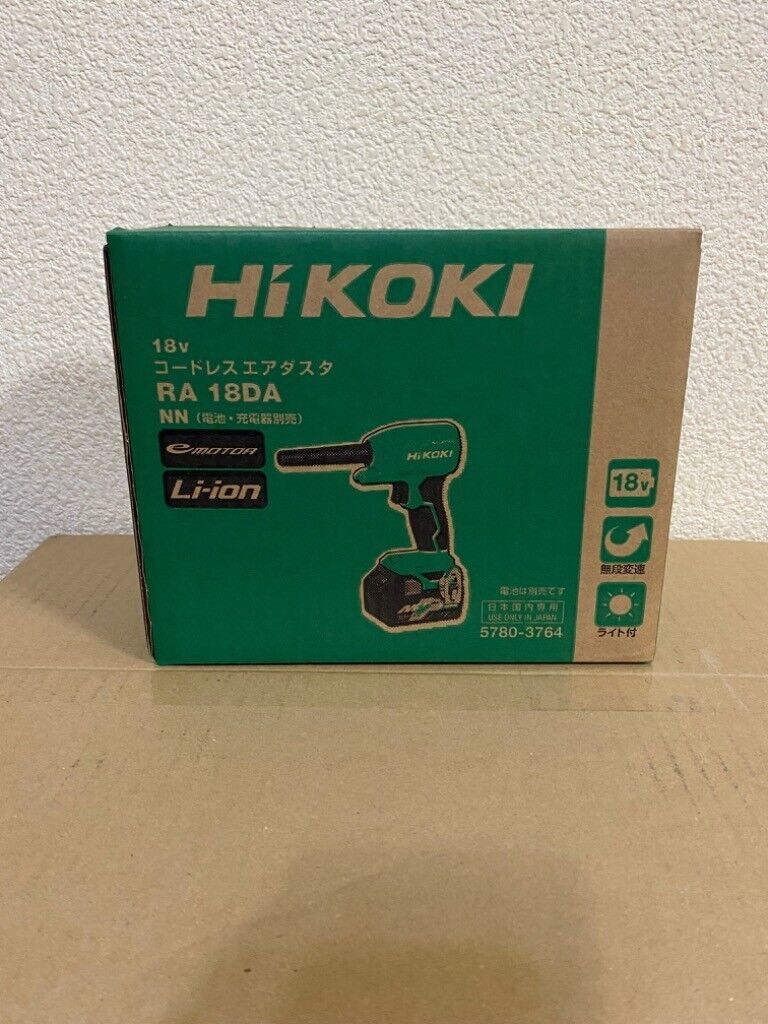 HiKOKI
18V
コードレスエアダスタ
RA 18DA
NN (電池・充電器別売)
e MOTOR
Li-ion
HiKOKI
18V
無段変速
ライト付
電池は別売です
日本国内専用
USE ONLY IN JAPAN
5780-3764